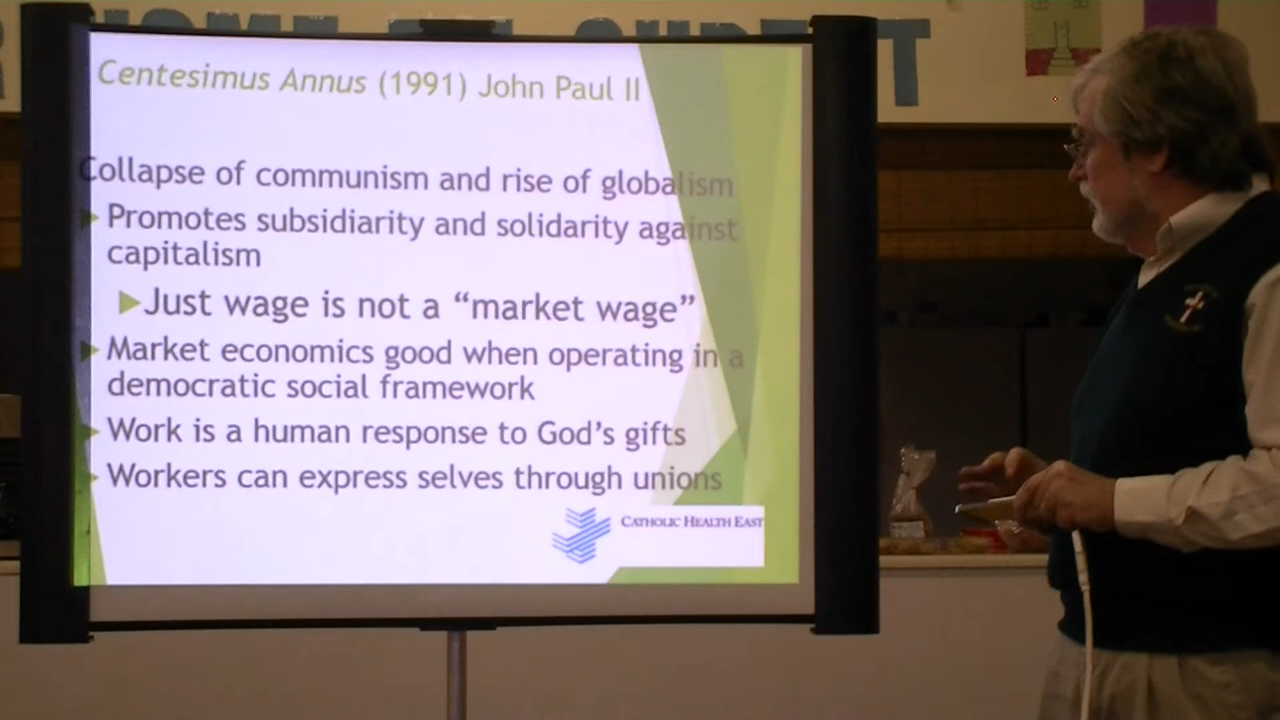 Centesimus Annus (1991) John Paul II
Collapse of communism and rise of globalism
Promotes subsidiarity and solidarity against
capitalism
Just wage is not a “market wage”
Market economics good when operating in a
democratic social framework
Work is a human response to God’s gifts
Workers can express selves through unions
CATHOLIC HEALTH EAST